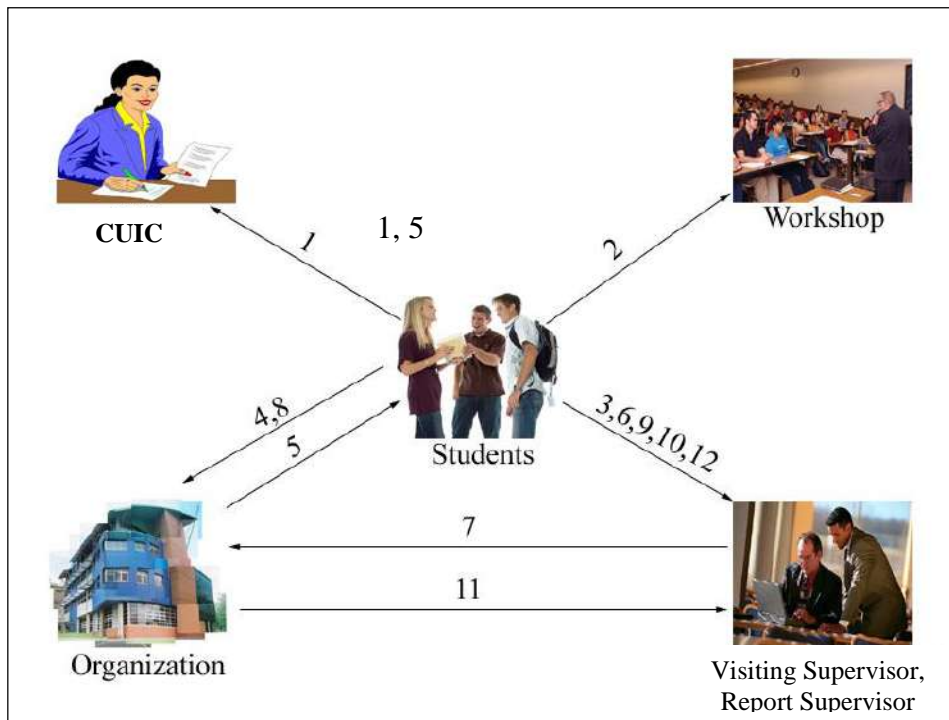 CUIC
1
1, 5
2
Workshop
4,8
5
Students
3,6,9,10,12
7
11
Organization
Visiting Supervisor,
Report Supervisor